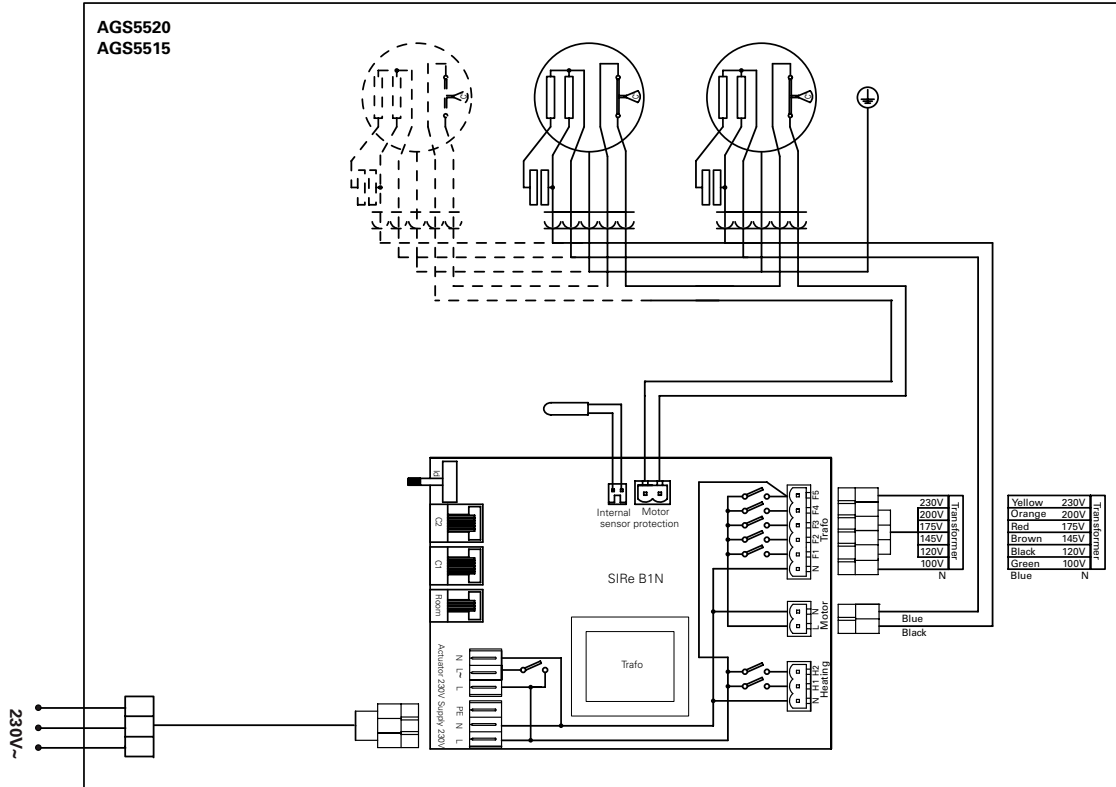 AGS5520
AGS5515
Id
C2
C1
Room
Internal
sensor
Motor
protection
SIRe B1N
Trafo
F5
F4
F3
F2
F1
N
Trafo
N
L
Motor
H2
H1
N
Heating
N
L~
L
Actuator 230V
PE
N
L
Supply 230V
230V~
230V
200V
175V
145V
120V
100V
N
Transformer
Yellow 230V
Orange 200V
Red 175V
Brown 145V
Black 120V
Green 100V
Blue N
Transformer
Blue
Black